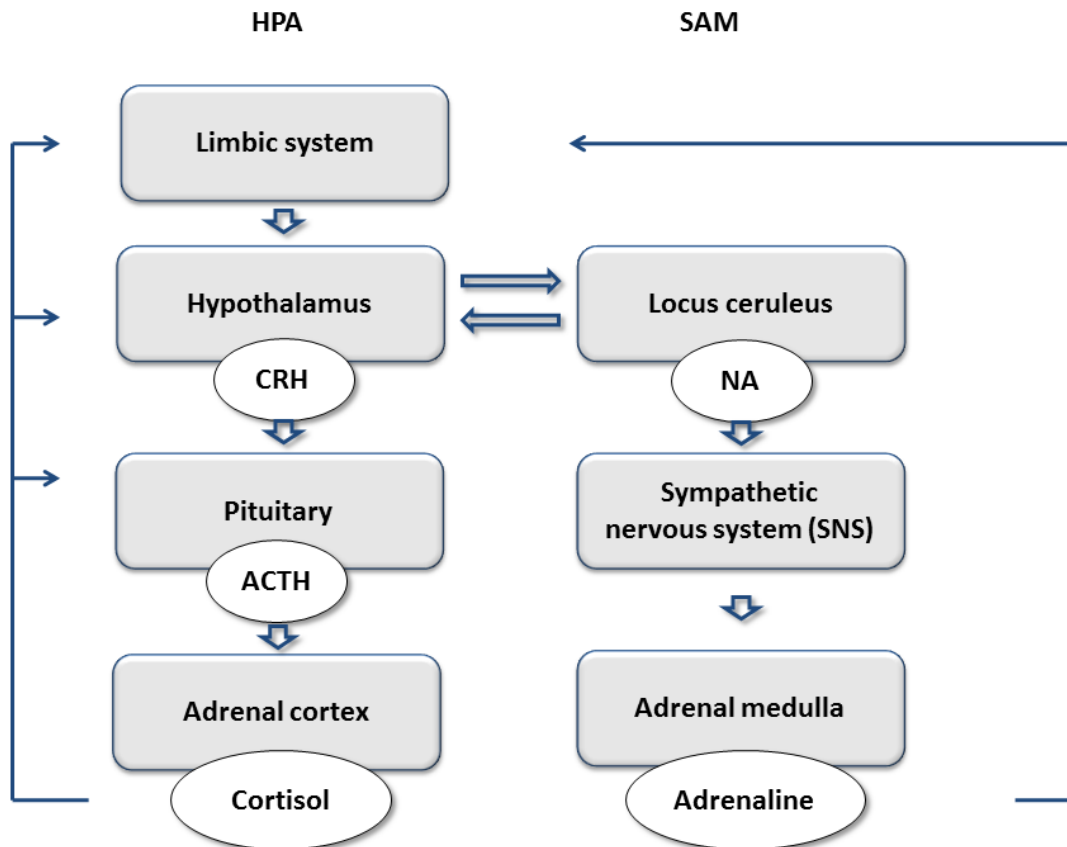 HPA
SAM
Limbic system
Hypothalamus
Locus ceruleus
CRH
NA
Pituitary
Sympathetic
nervous system (SNS)
ACTH
Adrenal cortex
Adrenal medulla
Cortisol
Adrenaline